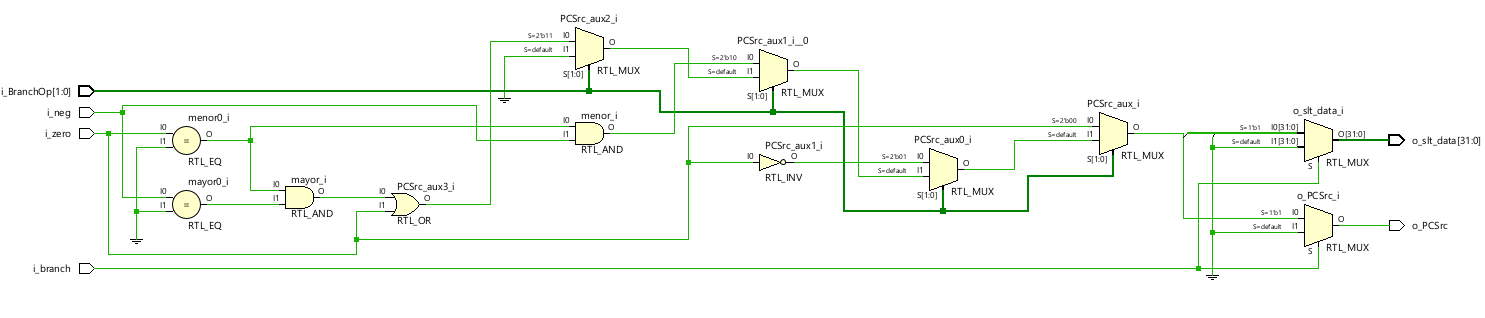 PCSrc_aux2_i
S=2'b11 I0 O
S=default I1
S[1:0] RTL_MUX
PCSrc_aux1_i__0
S=2'b10 I0 O
S=default I1
S[1:0] RTL_MUX
i_BranchOp[1:0]
i_neg
i_zero
menor0_i
I0 O
I1
=
RTL_EQ
menor_i
I0 O
I1
RTL_AND
PCSrc_aux_i
S=2'b00 I0 O
S=default I1
S[1:0] RTL_MUX
o_slt_data_i
S=1'b1 I0[31:0] O[31:0]
S=default I1[31:0]
S RTL_MUX
o_slt_data[31:0]
PCSrc_aux1_i
I0 O
RTL_INV
PCSrc_aux0_i
S=2'b01 I0 O
S=default I1
S[1:0] RTL_MUX
mayor0_i
I0 O
I1
=
RTL_EQ
mayor_i
I0 O
I1
RTL_AND
PCSrc_aux3_i
I0 O
I1
RTL_OR
o_PCSrc_i
S=1'b1 I0 O
S=default I1
S RTL_MUX
o_PCSrc
i_branch